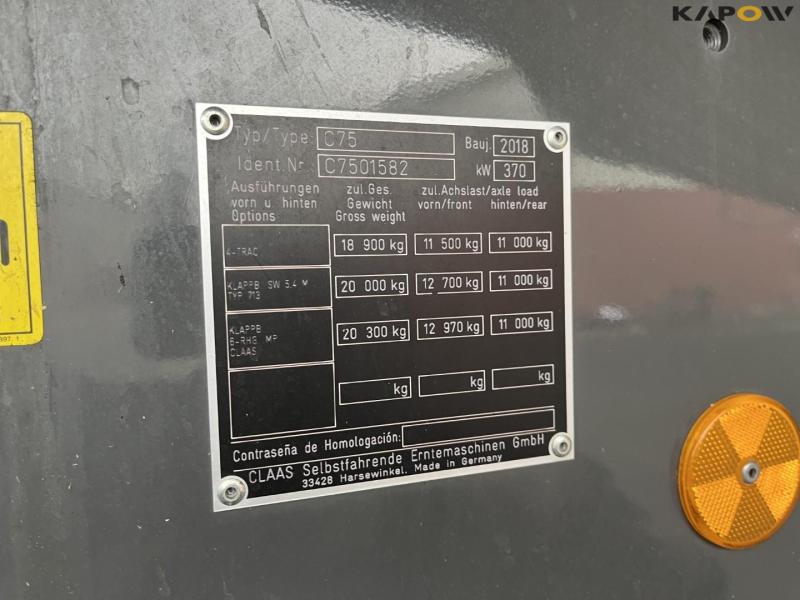 KAPOW
Typ/Type C75 Bauj. 2018
Ident.Nr. C7501582 kW 370
Ausführungen vorn u hinten Options
zul.Ges. Gewicht Gross weight
zul.Achslast/axle load vorn/front hinten/rear
4-TRAC 18 900 kg 11 500 kg 11 000 kg
KLAPPB SW 5.4 M TYP 713 20 000 kg 12 700 kg 11 000 kg
KLAPPB 8-RHG MP CLAAS 20 300 kg 12 970 kg 11 000 kg
kg kg kg
Contraseña de Homologación:
CLAAS Selbstfahrende Erntemaschinen GmbH
33428 Harsewinkel. Made in Germany